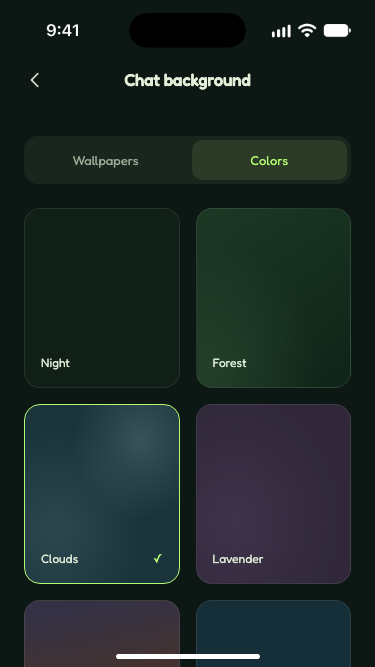 9:41
Chat background
Wallpapers
Colors
Night
Forest
Clouds ✓
Lavender